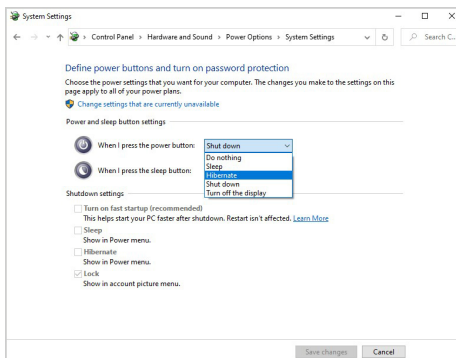 System Settings
Control Panel > Hardware and Sound > Power Options > System Settings
Search C...
Define power buttons and turn on password protection
Choose the power settings that you want for your computer. The changes you make to the settings on this
page apply to all of your power plans.
Change settings that are currently unavailable
Power and sleep button settings
When I press the power button:
Shut down
Do nothing
Sleep
Hibernate
Shut down
Turn off the display
When I press the sleep button:
Shutdown settings
Turn on fast startup (recommended)
This helps start your PC faster after shutdown. Restart isn't affected. Learn More
Sleep
Show in Power menu.
Hibernate
Show in Power menu.
Lock
Show in account picture menu.
Save changes
Cancel